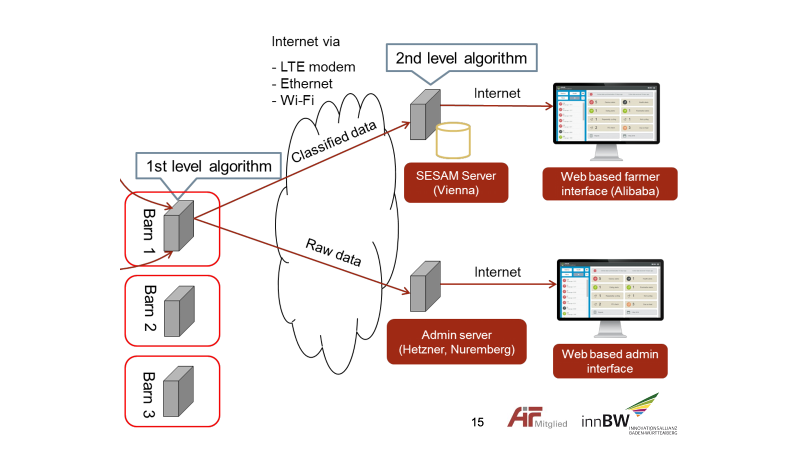 Internet via
- LTE modem
- Ethernet
- Wi-Fi
2nd level algorithm
Internet
Classified data
1st level algorithm
SESAM Server
(Vienna)
Web based farmer
interface (Alibaba)
Barn 1
Raw data
Internet
Barn 2
Admin server
(Hetzner, Nuremberg)
Web based admin
interface
Barn 3
15
AiF
Mitglied
innBW
INNOVATIONSALLIANZ
BADEN-WÜRTTEMBERG